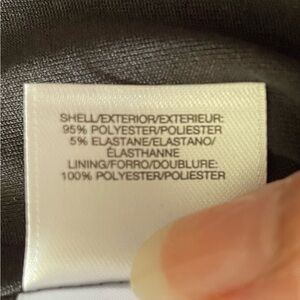 SHELL/EXTERIOR/EXTERIEUR:
95% POLYESTER/POLIESTER
5% ELASTANE/ELASTANO/
ÉLASTHANNE
LINING/FORRO/DOUBLURE:
100% POLYESTER/POLIESTER